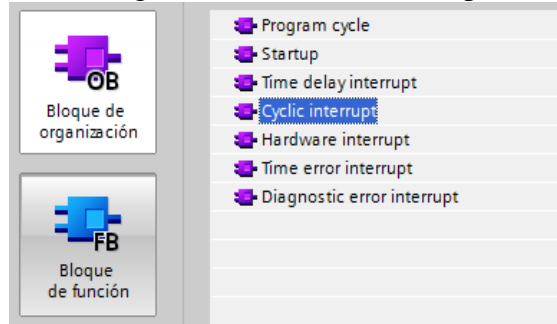 OB
Bloque de
organización
FB
Bloque
de función
Program cycle
Startup
Time delay interrupt
Cyclic interrupt
Hardware interrupt
Time error interrupt
Diagnostic error interrupt